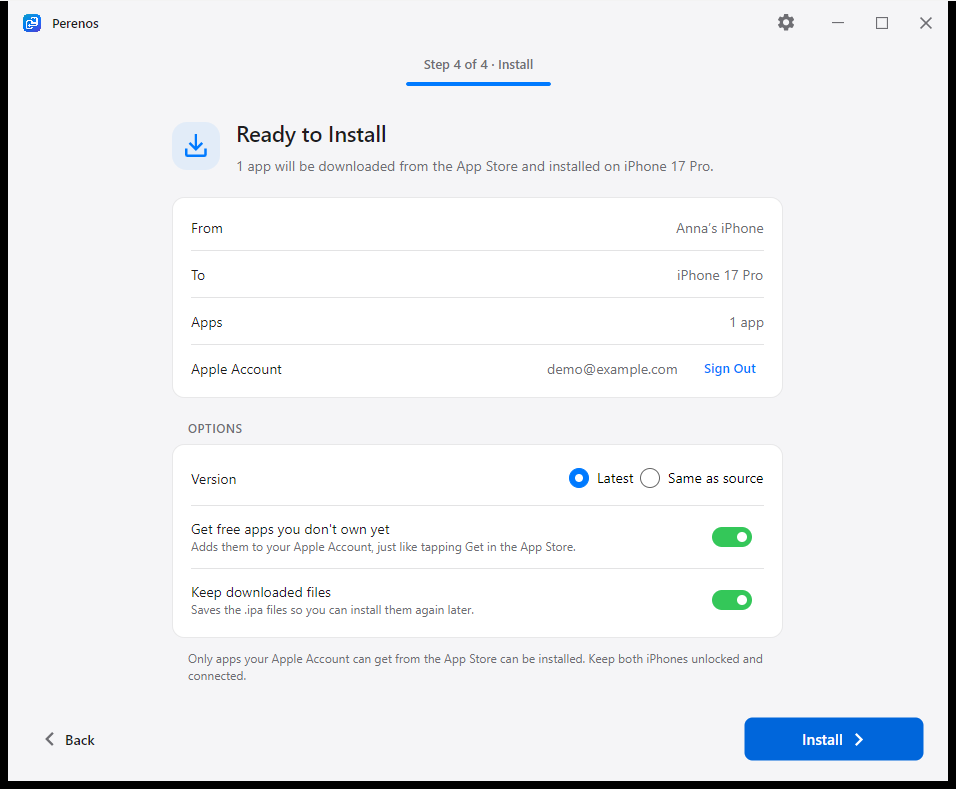 Perenos
Step 4 of 4 · Install
Ready to Install
1 app will be downloaded from the App Store and installed on iPhone 17 Pro.
From Anna's iPhone
To iPhone 17 Pro
Apps 1 app
Apple Account demo@example.com Sign Out
OPTIONS
Version Latest Same as source
Get free apps you don't own yet
Adds them to your Apple Account, just like tapping Get in the App Store.
Keep downloaded files
Saves the .ipa files so you can install them again later.
Only apps your Apple Account can get from the App Store can be installed. Keep both iPhones unlocked and
connected.
Back Install